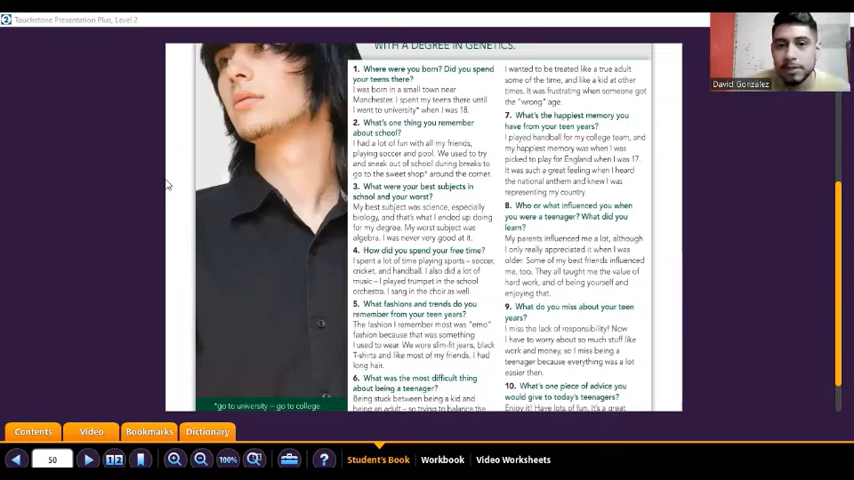 Touchstone Presentation Plus, Level 2
David González
WITH A DEGREE IN GENETICS.
1. Where were you born? Did you spend
your teens there?
I was born in a small town near
Manchester. I spent my teens there until
I went to university* when I was 18.
2. What's one thing you remember
about school?
I had a lot of fun with all my friends,
playing soccer and pool. We used to try
and sneak out of school during breaks to
go to the sweet shop* around the corner.
3. What were your best subjects in
school and your worst?
My best subject was science, especially
biology, and that's what I ended up doing
for my degree. My worst subject was
algebra. I was never very good at it.
4. How did you spend your free time?
I spent a lot of time playing sports – soccer,
cricket, and handball. I also did a lot of
music – I played trumpet in the school
orchestra. I sang in the choir as well.
5. What fashions and trends do you
remember from your teen years?
The fashion I remember most was "emo"
fashion because that was something
I used to wear. We wore slim-fit jeans, black
T-shirts and like most of my friends, I had
long hair.
6. What was the most difficult thing
about being a teenager?
Being stuck between being a kid and
being an adult – so trying to balance the
I wanted to be treated like a true adult
some of the time, and like a kid at other
times. It was frustrating when someone got
the "wrong" age.
7. What's the happiest memory you
have from your teen years?
I played handball for my college team, and
my happiest memory was when I was
picked to play for England when I was 17.
It was such a great feeling when I heard
the national anthem and knew I was
representing my country.
8. Who or what influenced you when
you were a teenager? What did you
learn?
My parents influenced me a lot, although
I only really appreciated it when I was
older. Some of my best friends influenced
me, too. They all taught me the value of
hard work, and of being yourself and
enjoying that.
9. What do you miss about your teen
years?
I miss the lack of responsibility! Now
I have to worry about so much stuff like
work and money, so I miss being a
teenager because everything was a lot
easier then.
10. What's one piece of advice you
would give to today's teenagers?
Enjoy it! Have lots of fun. It's a great
*go to university – go to college
Contents
Video
Bookmarks
Dictionary
50
12
100%
?
Student's Book
Workbook
Video Worksheets